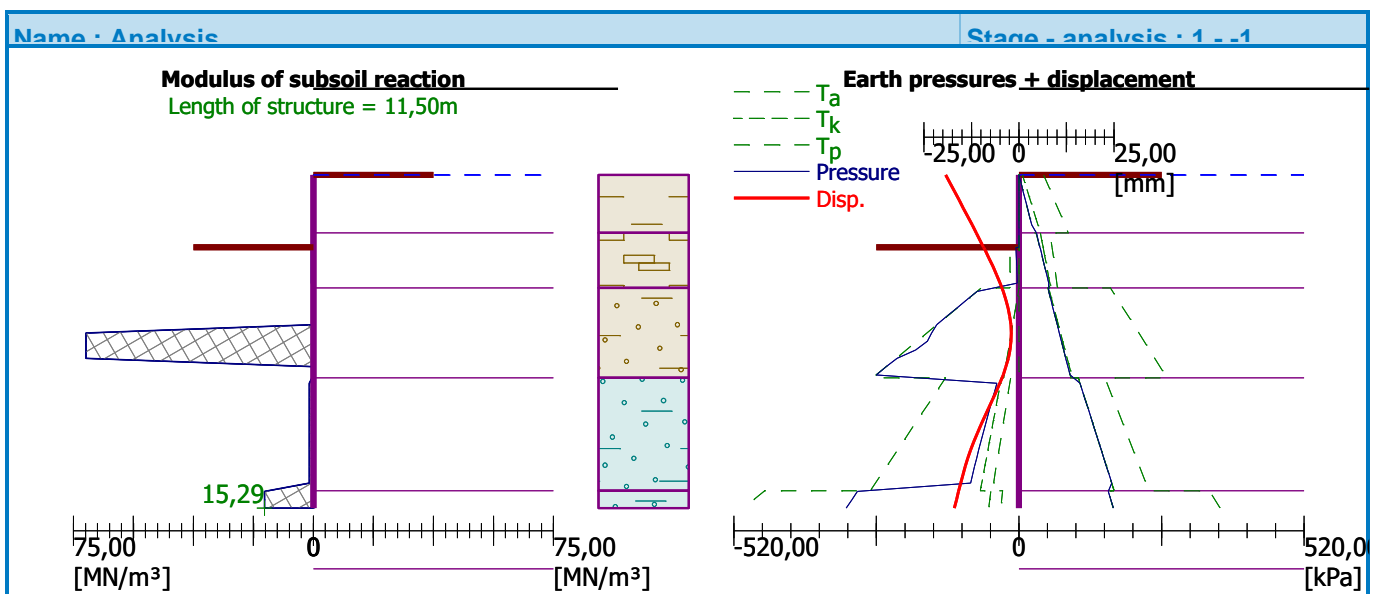 Name : Analysis
Stage - analysis : 1 - -1
Modulus of subsoil reaction
Length of structure = 11,50m
15,29
75,00
0
75,00
[MN/m³]
[MN/m³]
Earth pressures + displacement
Ta
Tk
Tp
Pressure
Disp.
-25,00
0
25,00
[mm]
-520,00
0
520,0
[kPa]